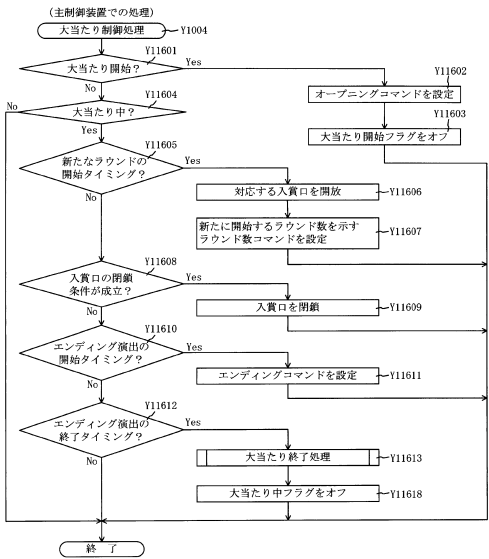 （主制御装置での処理）
大当たり制御処理
Y1004
大当たり開始？
Y11601
Yes
No
オープニングコマンドを設定
Y11602
大当たり開始フラグをオフ
Y11603
大当たり中？
Y11604
No
Yes
新たなラウンドの
開始タイミング？
Y11605
Yes
No
対応する入賞口を開放
Y11606
新たに開始するラウンド数を示す
ラウンド数コマンドを設定
Y11607
入賞口の閉鎖
条件が成立？
Y11608
Yes
No
入賞口を閉鎖
Y11609
エンディング演出の
開始タイミング？
Y11610
Yes
No
エンディングコマンドを設定
Y11611
エンディング演出の
終了タイミング？
Y11612
Yes
No
大当たり終了処理
Y11613
大当たり中フラグをオフ
Y11618
終了